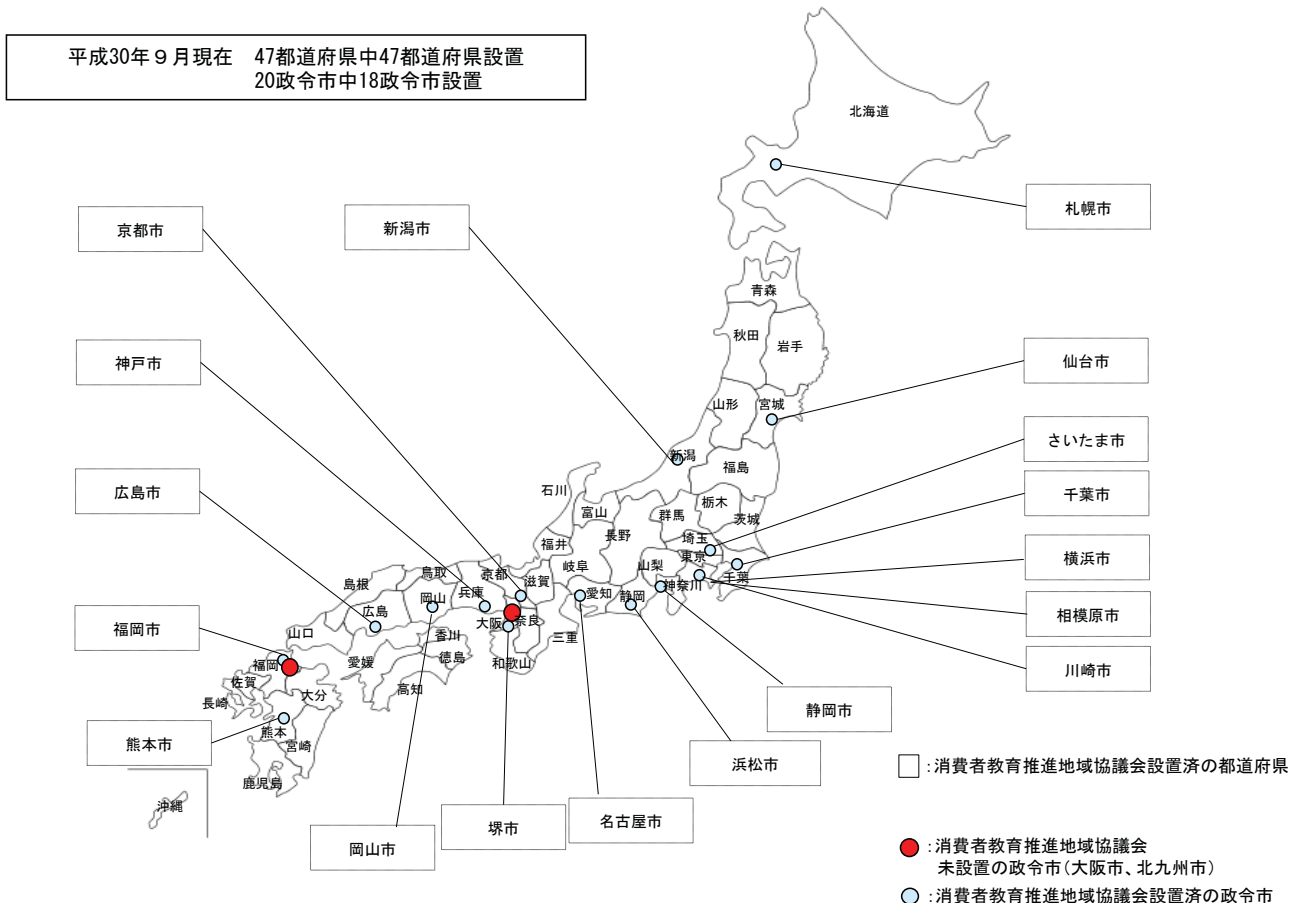 平成30年９月現在　47都道府県中47都道府県設置
20政令市中18政令市設置
北海道
札幌市
京都市
新潟市
青森
秋田
岩手
神戸市
仙台市
山形
宮城
さいたま市
新潟
福島
広島市
石川
千葉市
栃木
富山
群馬
茨城
長野
福井
埼玉
東京
横浜市
島根
鳥取
京都
滋賀
岐阜
山梨
千葉
神奈川
兵庫
岡山
愛知
静岡
相模原市
福岡市
広島
大阪
奈良
山口
香川
三重
福岡
愛媛
徳島
和歌山
川崎市
佐賀
高知
長崎
大分
静岡市
熊本市
熊本
宮崎
浜松市
鹿児島
沖縄
岡山市
堺市
名古屋市
:消費者教育推進地域協議会設置済の都道府県
:消費者教育推進地域協議会
未設置の政令市(大阪市、北九州市)
:消費者教育推進地域協議会設置済の政令市